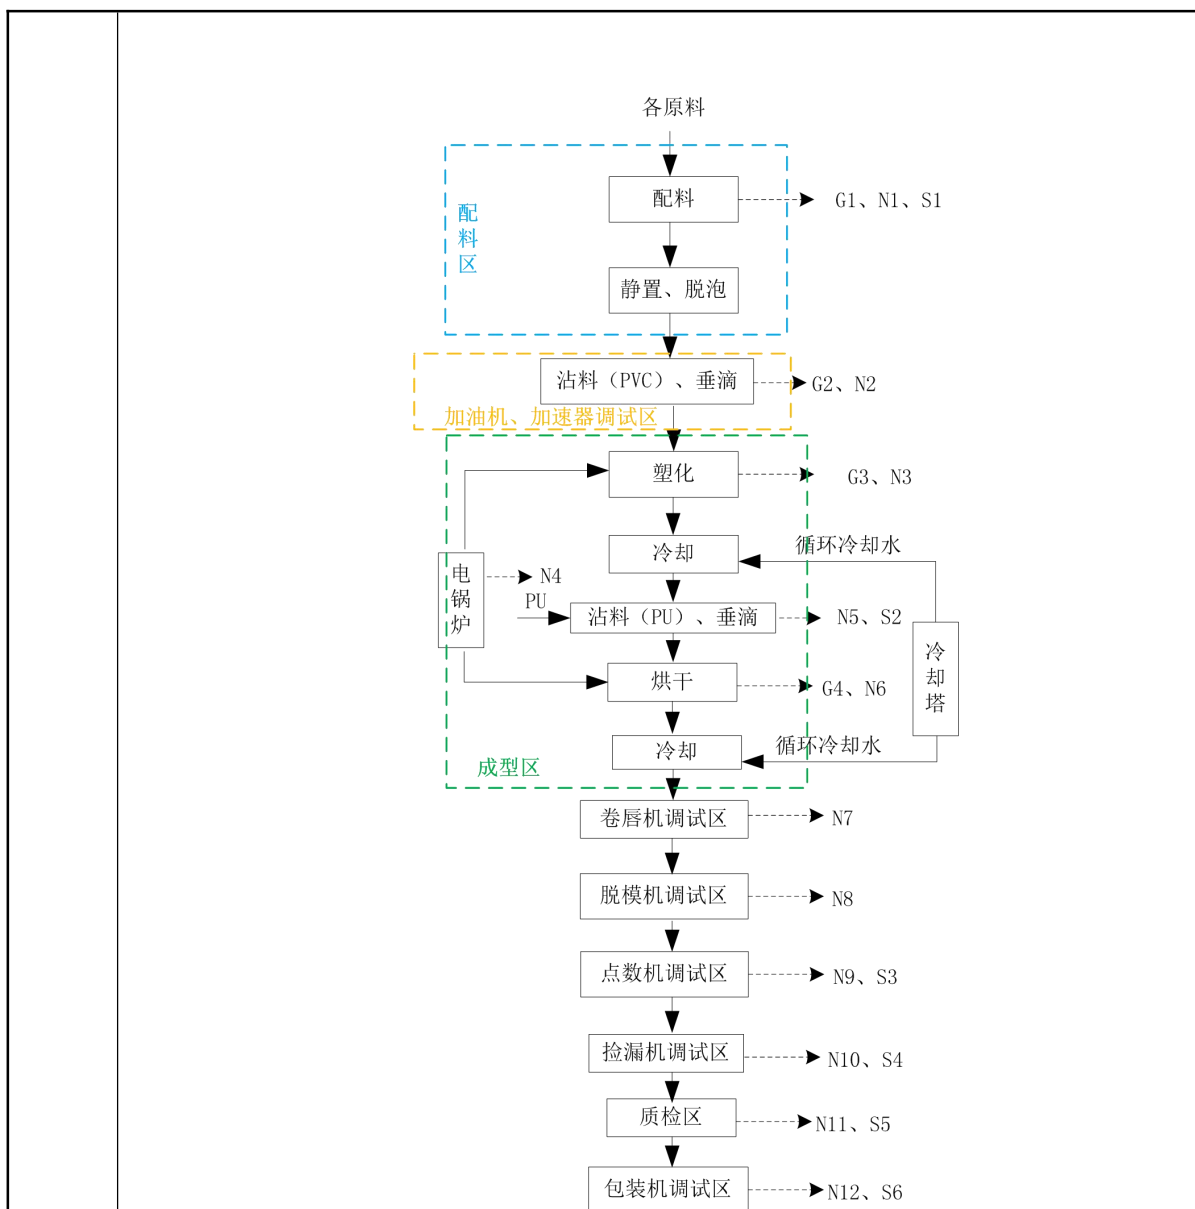 各原料
配料
G1、N1、S1
配料区
静置、脱泡
沾料（PVC）、垂滴
G2、N2
加油机、加速器调试区
塑化
G3、N3
冷却
循环冷却水
电锅炉
N4
PU
沾料（PU）、垂滴
N5、S2
冷却塔
烘干
G4、N6
冷却
循环冷却水
成型区
卷唇机调试区
N7
脱模机调试区
N8
点数机调试区
N9、S3
捡漏机调试区
N10、S4
质检区
N11、S5
包装机调试区
N12、S6